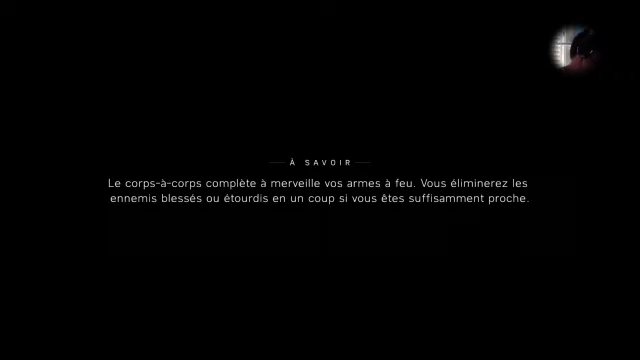 À SAVOIR
Le corps-à-corps complète à merveille vos armes à feu. Vous éliminerez les
ennemis blessés ou étourdis en un coup si vous êtes suffisamment proche.